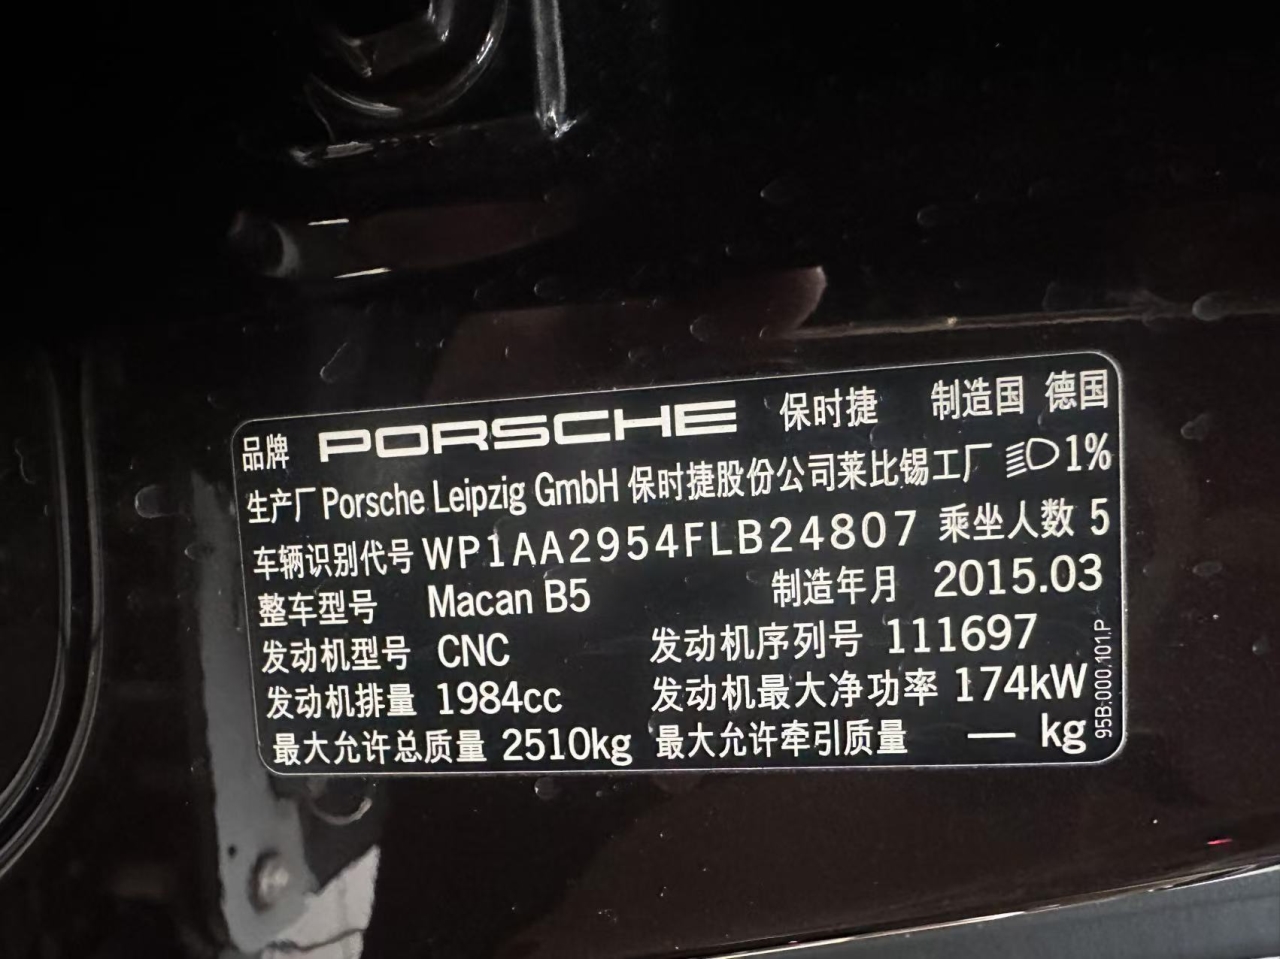 品牌 PORSCHE 保时捷 制造国 德国
生产厂 Porsche Leipzig GmbH 保时捷股份公司莱比锡工厂 1%
车辆识别代号 WP1AA2954FLB24807 乘坐人数 5
整车型号 Macan B5 制造年月 2015.03
发动机型号 CNC 发动机序列号 111697
发动机排量 1984cc 发动机最大净功率 174kW
最大允许总质量 2510kg 最大允许牵引质量 — kg
95B.000.101.P